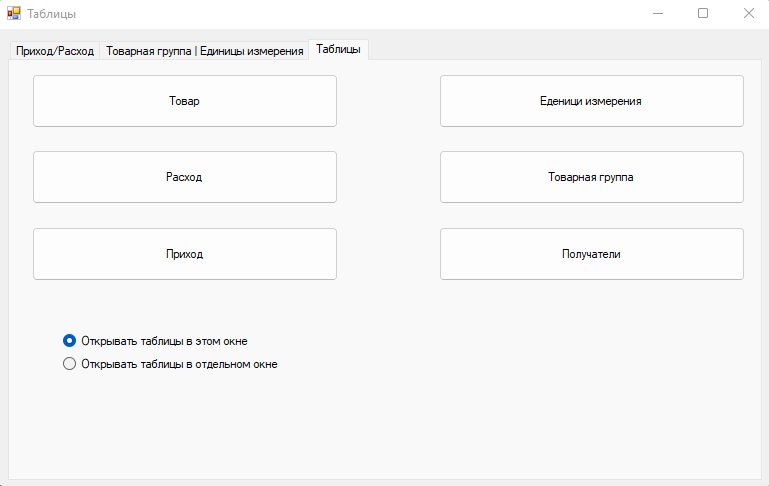 Таблицы
Приход/Расход
Товарная группа | Единицы измерения
Таблицы
Товар
Еденици измерения
Расход
Товарная группа
Приход
Получатели
Открывать таблицы в этом окне
Открывать таблицы в отдельном окне